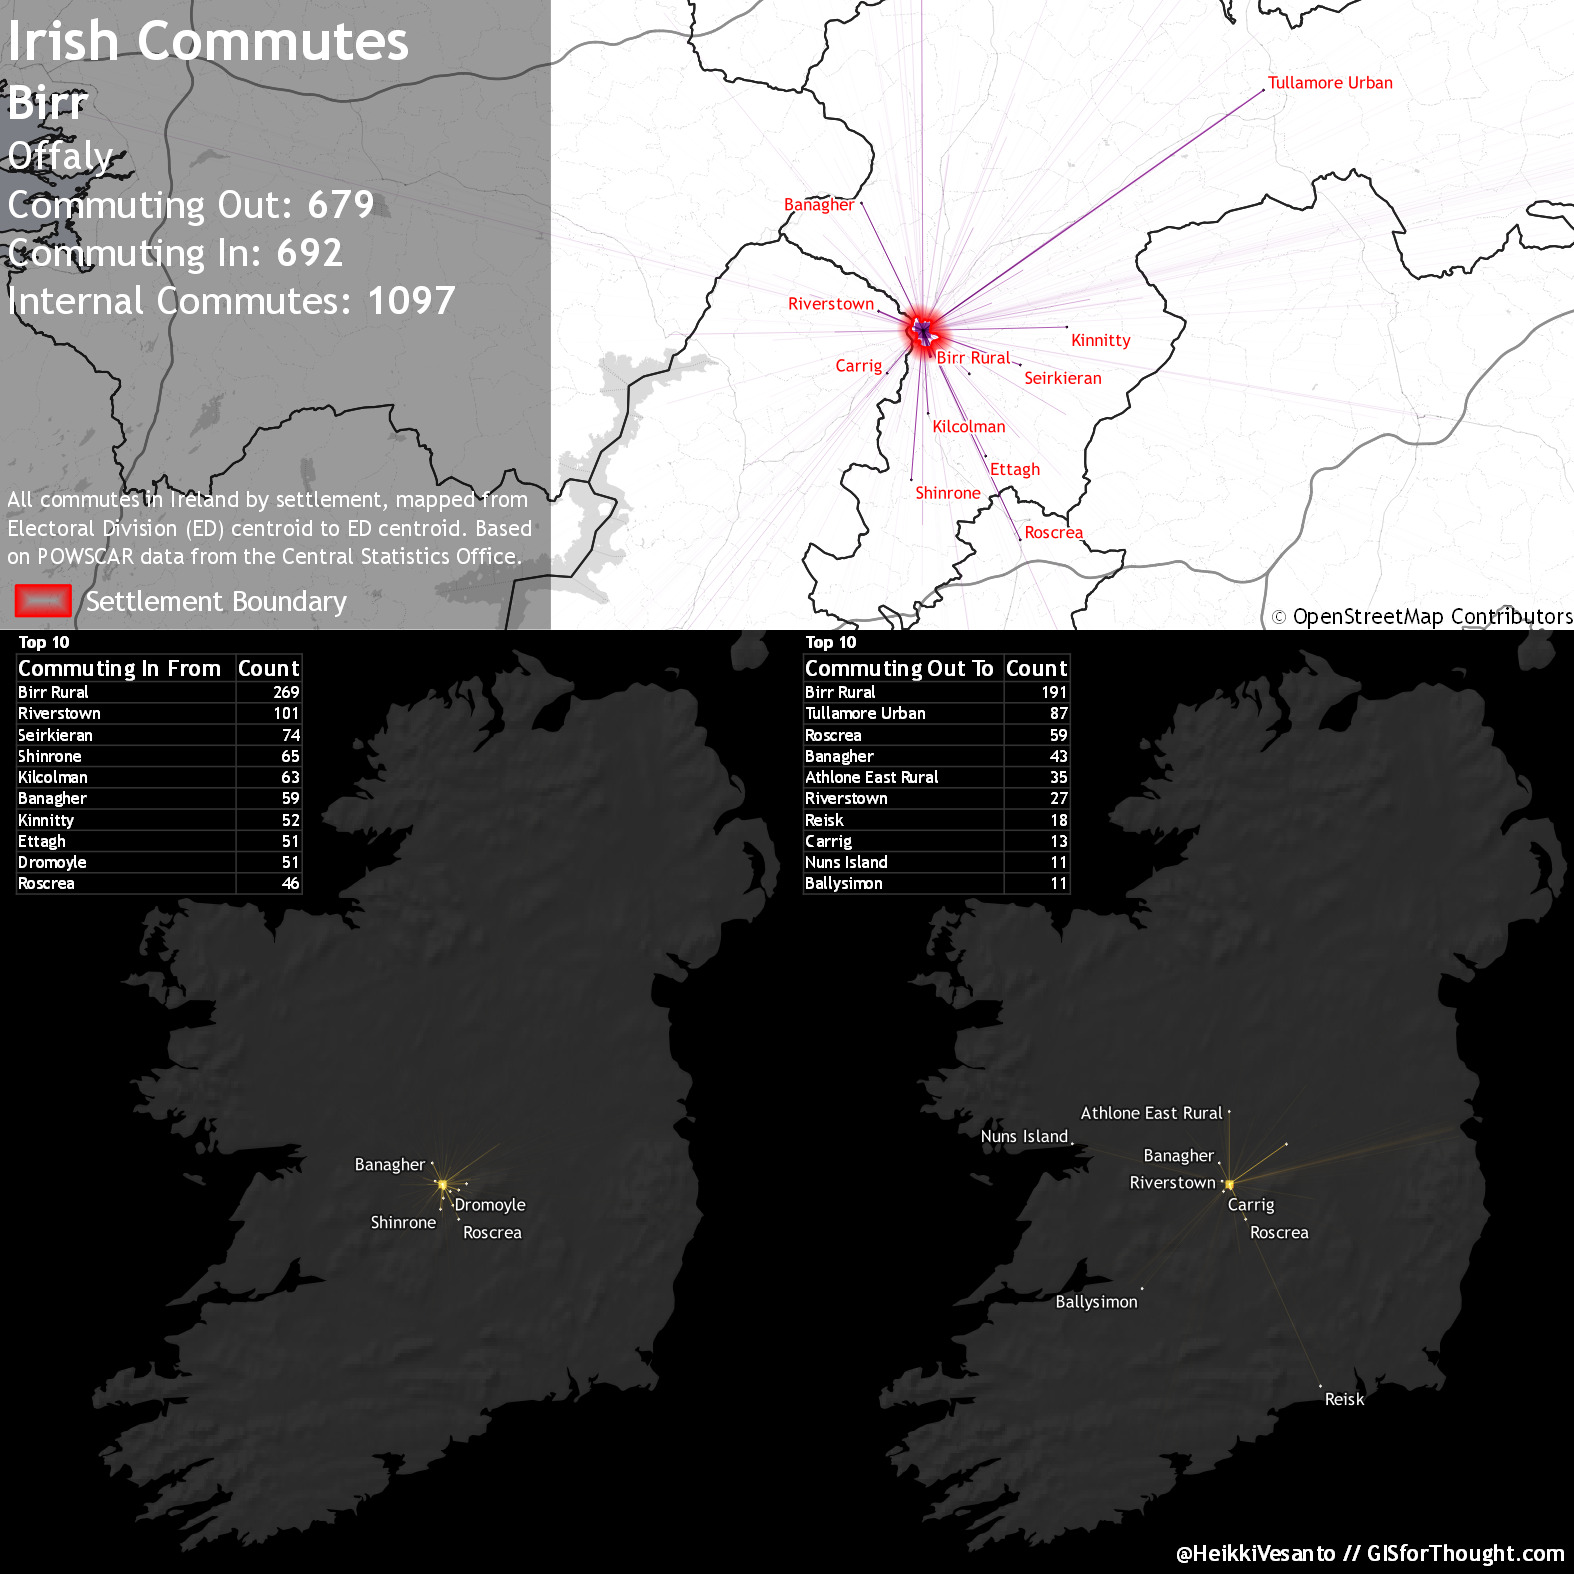 Irish Commutes
Birr
Offaly
Commuting Out: 679
Commuting In: 692
Internal Commutes: 1097
All commutes in Ireland by settlement, mapped from
Electoral Division (ED) centroid to ED centroid. Based
on POWSCAR data from the Central Statistics Office.
Settlement Boundary
Tullamore Urban
Banagher
Riverstown
Kinnitty
Birr Rural
Carrig
Seirkieran
Kilcolman
Ettagh
Shinrone
Roscrea
© OpenStreetMap Contributors
Top 10
Commuting In From Count
Birr Rural 269
Riverstown 101
Seirkieran 74
Shinrone 65
Kilcolman 63
Banagher 59
Kinnitty 52
Ettagh 51
Dromoyle 51
Roscrea 46
Banagher
Dromoyle
Shinrone
Roscrea
Top 10
Commuting Out To Count
Birr Rural 191
Tullamore Urban 87
Roscrea 59
Banagher 43
Athlone East Rural 35
Riverstown 27
Reisk 18
Carrig 13
Nuns Island 11
Ballysimon 11
Athlone East Rural
Nuns Island
Banagher
Riverstown
Carrig
Roscrea
Ballysimon
Reisk
@HeikkiVesanto // GISforThought.com